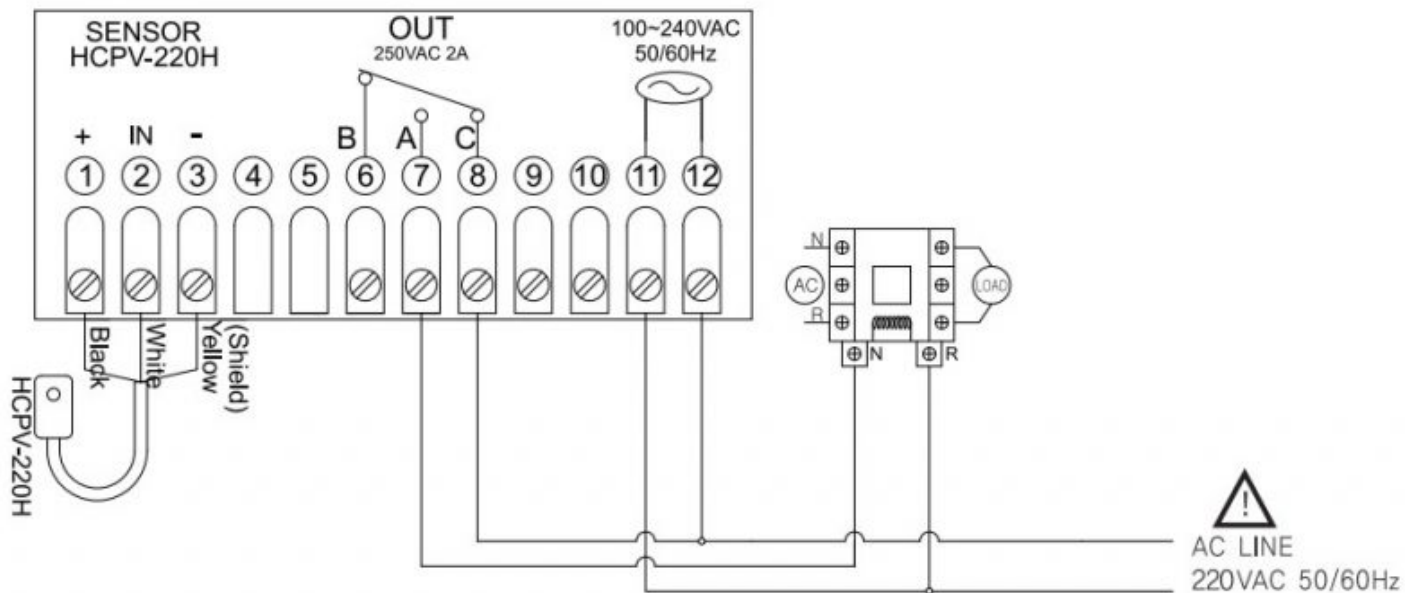 SENSOR
HCPV-220H
OUT
250VAC 2A
100~240VAC
50/60Hz
+ IN -
B A C
1 2 3 4 5 6 7 8 9 10 11 12
Black
White
Yellow
(Shield)
HCPV-220H
N
AC
R
LOAD
N
R
!
AC LINE
220VAC 50/60Hz